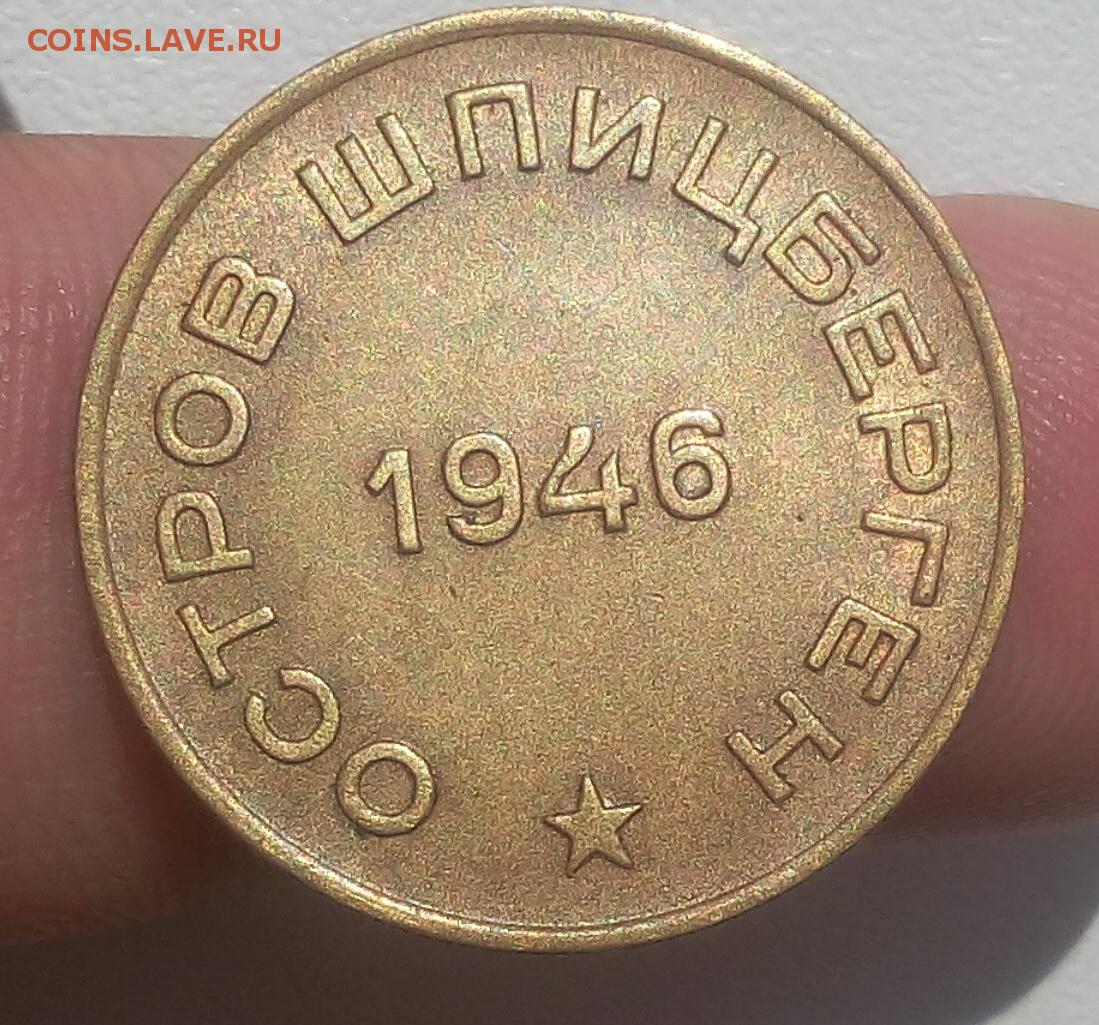 COINS.LAVE.RU
ОСТРОВ ШПИЦБЕРГЕН
1946